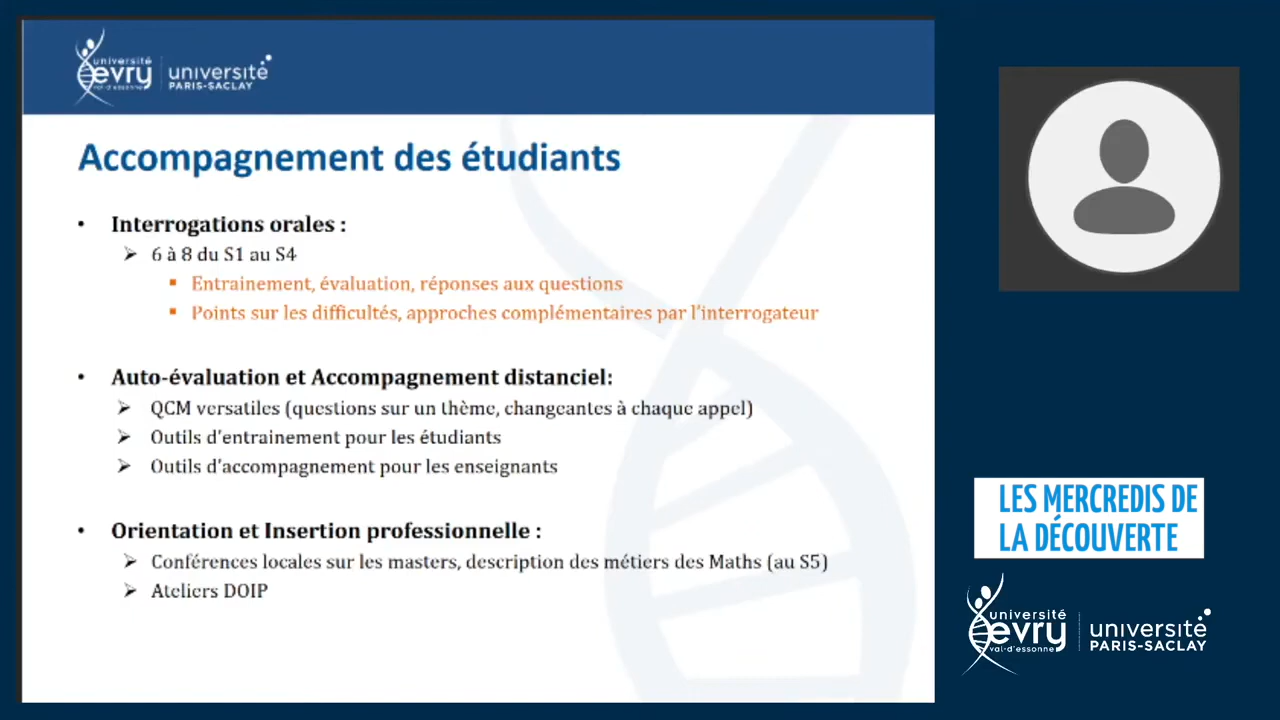 université
evry
val-d'essonne
université
PARIS-SACLAY
Accompagnement des étudiants
• Interrogations orales :
➢ 6 à 8 du S1 au S4
▪ Entrainement, évaluation, réponses aux questions
▪ Points sur les difficultés, approches complémentaires par l'interrogateur
• Auto-évaluation et Accompagnement distanciel:
➢ QCM versatiles (questions sur un thème, changeantes à chaque appel)
➢ Outils d'entrainement pour les étudiants
➢ Outils d'accompagnement pour les enseignants
• Orientation et Insertion professionnelle :
➢ Conférences locales sur les masters, description des métiers des Maths (au S5)
➢ Ateliers DOIP
LES MERCREDIS DE
LA DÉCOUVERTE
université
evry
val-d'essonne
université
PARIS-SACLAY